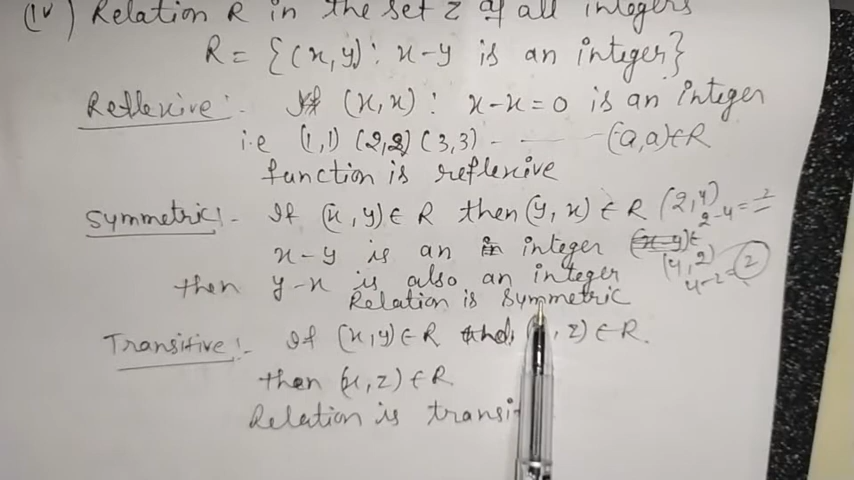 (iv) Relation R in the set Z of all integers
R = {(x,y): x-y is an integer}
Reflexive:- (x,x): x-x=0 is an integer
i.e (1,1) (2,2) (3,3) - ------ (a,a)∈R
function is reflexive
Symmetric:- If (x,y)∈R then (y,x)∈R (2,4)
2-4=-2
x-y is an integer
(4,2)
then y-x is also an integer 4-2=2
Relation is symmetric
Transitive:- If (x,y)∈R and ,z)∈R.
then (x,z)∈R
Relation is transi